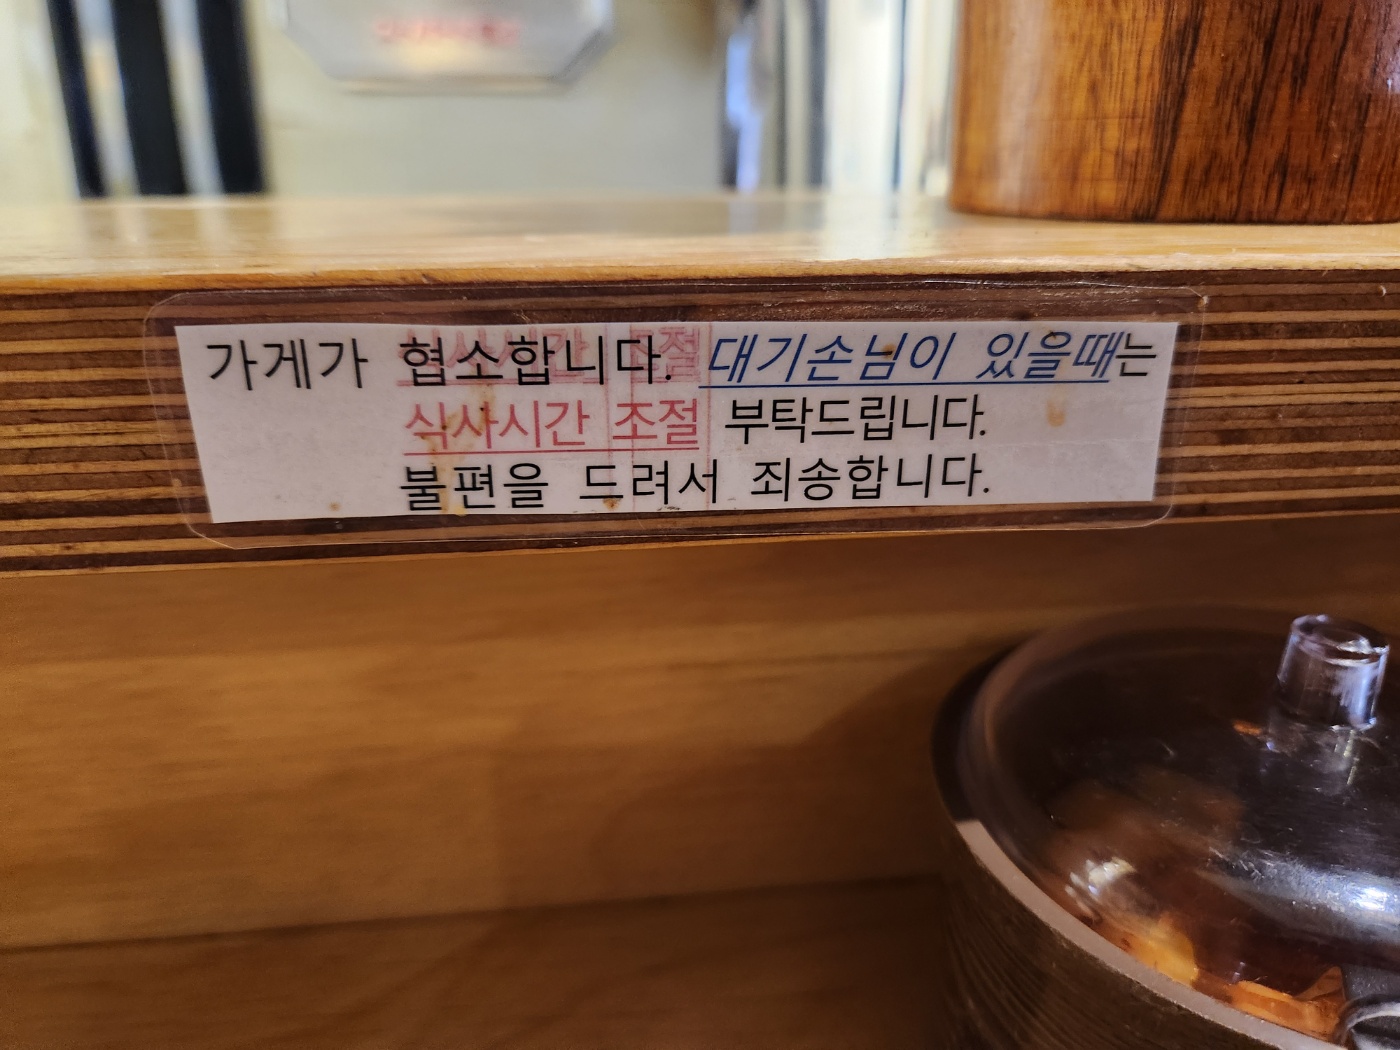 가게가 협소합니다. 대기손님이 있을때는
식사시간 조절 부탁드립니다.
불편을 드려서 죄송합니다.